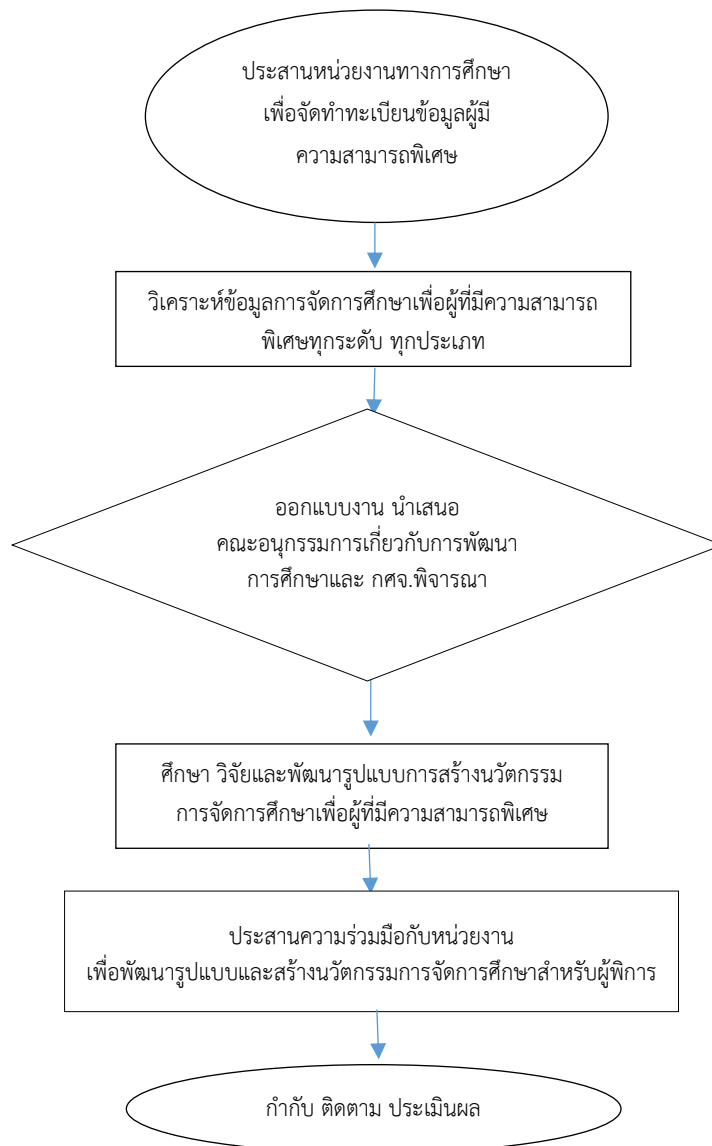 ประสานหน่วยงานทางการศึกษา
เพื่อจัดทำทะเบียนข้อมูลผู้มี
ความสามารถพิเศษ
วิเคราะห์ข้อมูลการจัดการศึกษาเพื่อผู้ที่มีความสามารถ
พิเศษทุกระดับ ทุกประเภท
ออกแบบงาน นำเสนอ
คณะอนุกรรมการเกี่ยวกับการพัฒนา
การศึกษาและ กศจ.พิจารณา
ศึกษา วิจัยและพัฒนารูปแบบการสร้างนวัตกรรม
การจัดการศึกษาเพื่อผู้ที่มีความสามารถพิเศษ
ประสานความร่วมมือกับหน่วยงาน
เพื่อพัฒนารูปแบบและสร้างนวัตกรรมการจัดการศึกษาสำหรับผู้พิการ
กำกับ ติดตาม ประเมินผล